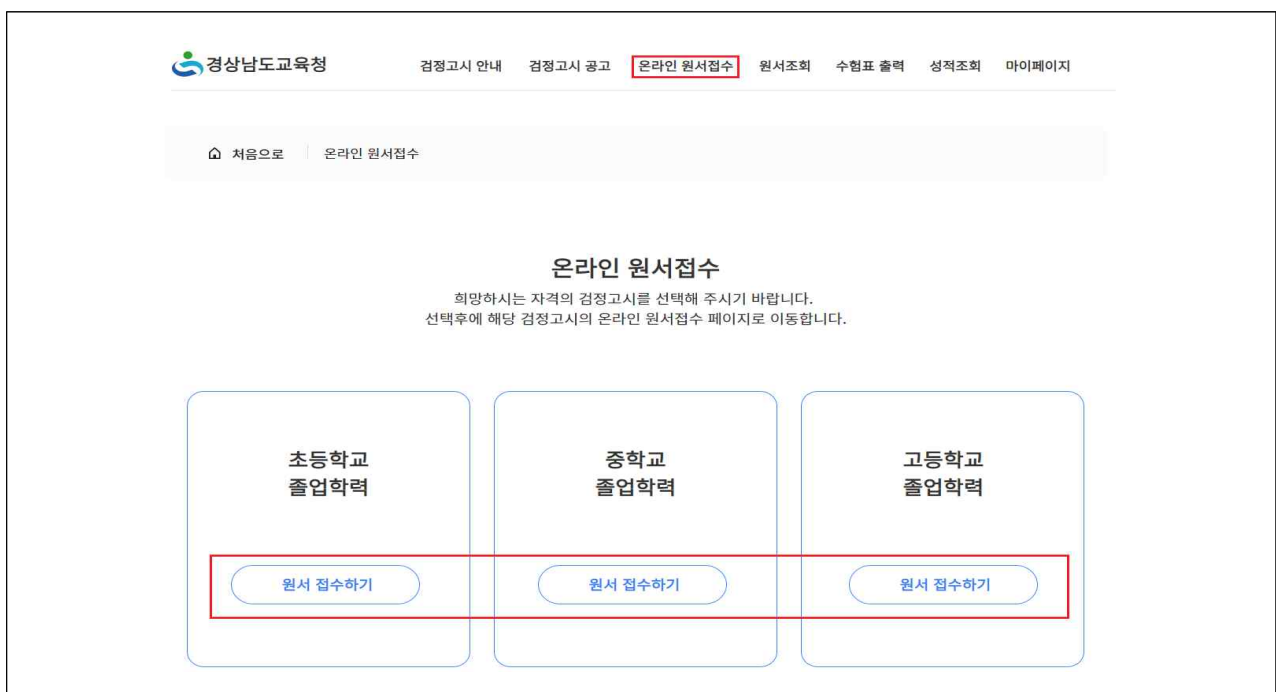 경상남도교육청
검정고시 안내 검정고시 공고 온라인 원서접수 원서조회 수험표 출력 성적조회 마이페이지
처음으로 온라인 원서접수
온라인 원서접수
희망하시는 자격의 검정고시를 선택해 주시기 바랍니다.
선택후에 해당 검정고시의 온라인 원서접수 페이지로 이동합니다.
초등학교
졸업학력
원서 접수하기
중학교
졸업학력
원서 접수하기
고등학교
졸업학력
원서 접수하기